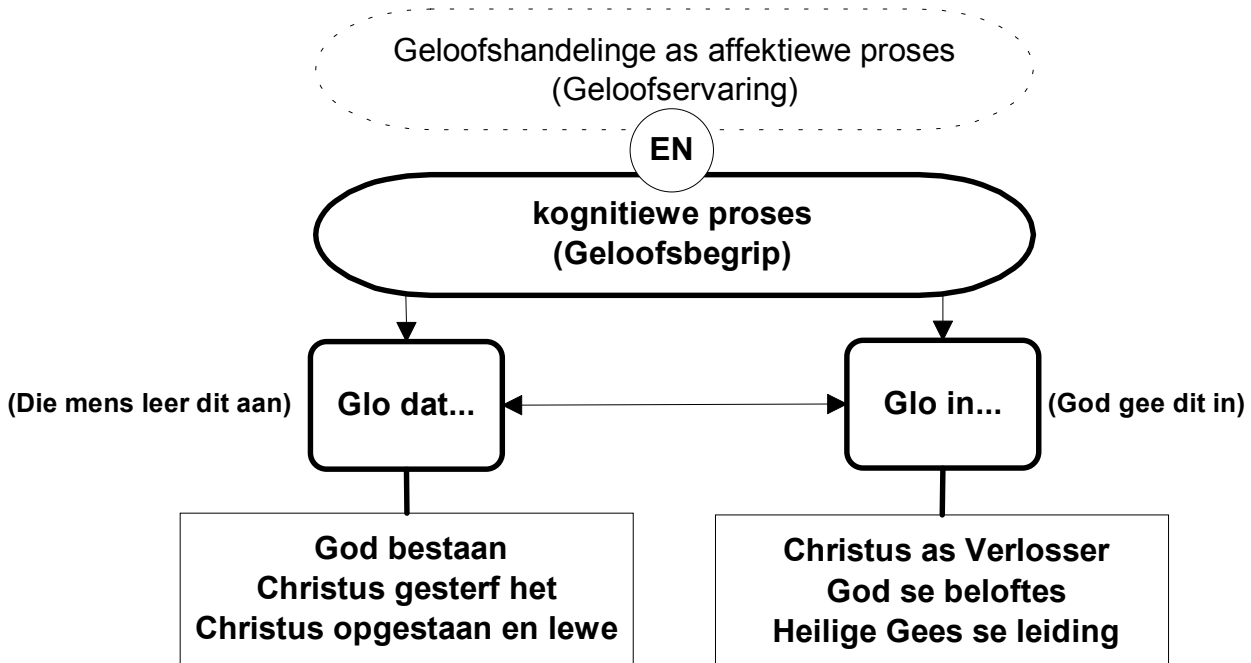 Geloofshandelinge as affektiewe proses
(Geloofservaring)
EN
kognitiewe proses
(Geloofsbegrip)
(Die mens leer dit aan)
Glo dat...
Glo in...
(God gee dit in)
God bestaan
Christus gesterf het
Christus opgestaan en lewe
Christus as Verlosser
God se beloftes
Heilige Gees se leiding